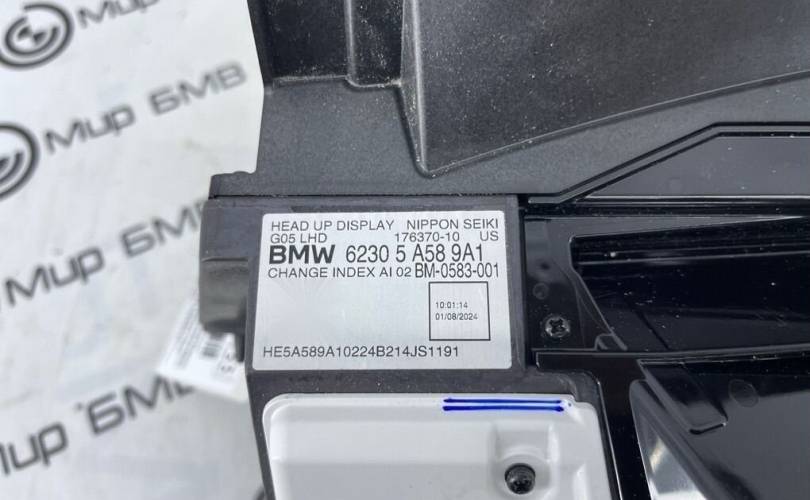 Мир БМВ
Мир БМВ
Мир БМВ
Мир БМВ
HEAD UP DISPLAY NIPPON SEIKI
G05 LHD 176370-10 US
BMW 6230 5 A58 9A1
CHANGE INDEX AI 02 BM-0583-001
10:01:14
01/08/2024
HE5A589A10224B214JS1191